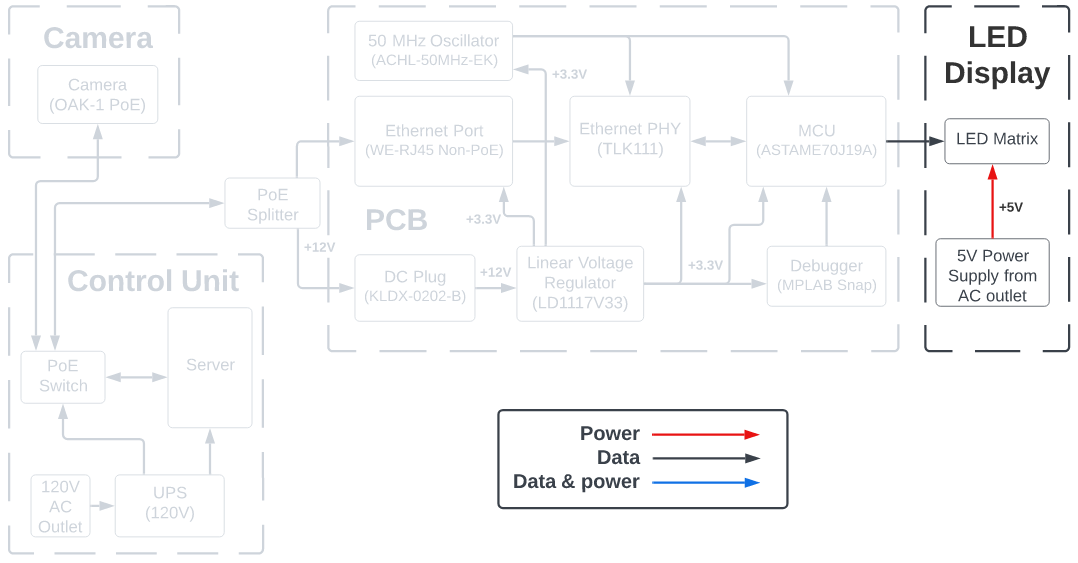 Camera
Camera
(OAK-1 PoE)
50 MHz Oscillator
(ACHL-50MHz-EK)
+3.3V
Ethernet Port
(WE-RJ45 Non-PoE)
Ethernet PHY
(TLK111)
MCU
(ASTAME70J19A)
LED
Display
LED Matrix
+5V
5V Power
Supply from
AC outlet
PoE
Splitter
+12V
PCB
+3.3V
DC Plug
(KLDX-0202-B)
+12V
Linear Voltage
Regulator
(LD1117V33)
+3.3V
Debugger
(MPLAB Snap)
Control Unit
PoE
Switch
Server
120V
AC
Outlet
UPS
(120V)
Power
Data
Data & power